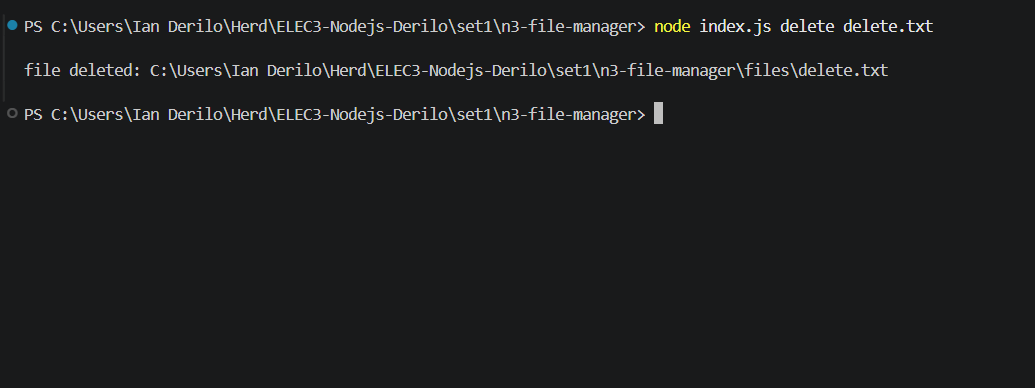 PS C:\Users\Ian Derilo\Herd\ELEC3-Nodejs-Derilo\set1\n3-file-manager> node index.js delete delete.txt
file deleted: C:\Users\Ian Derilo\Herd\ELEC3-Nodejs-Derilo\set1\n3-file-manager\files\delete.txt
PS C:\Users\Ian Derilo\Herd\ELEC3-Nodejs-Derilo\set1\n3-file-manager>